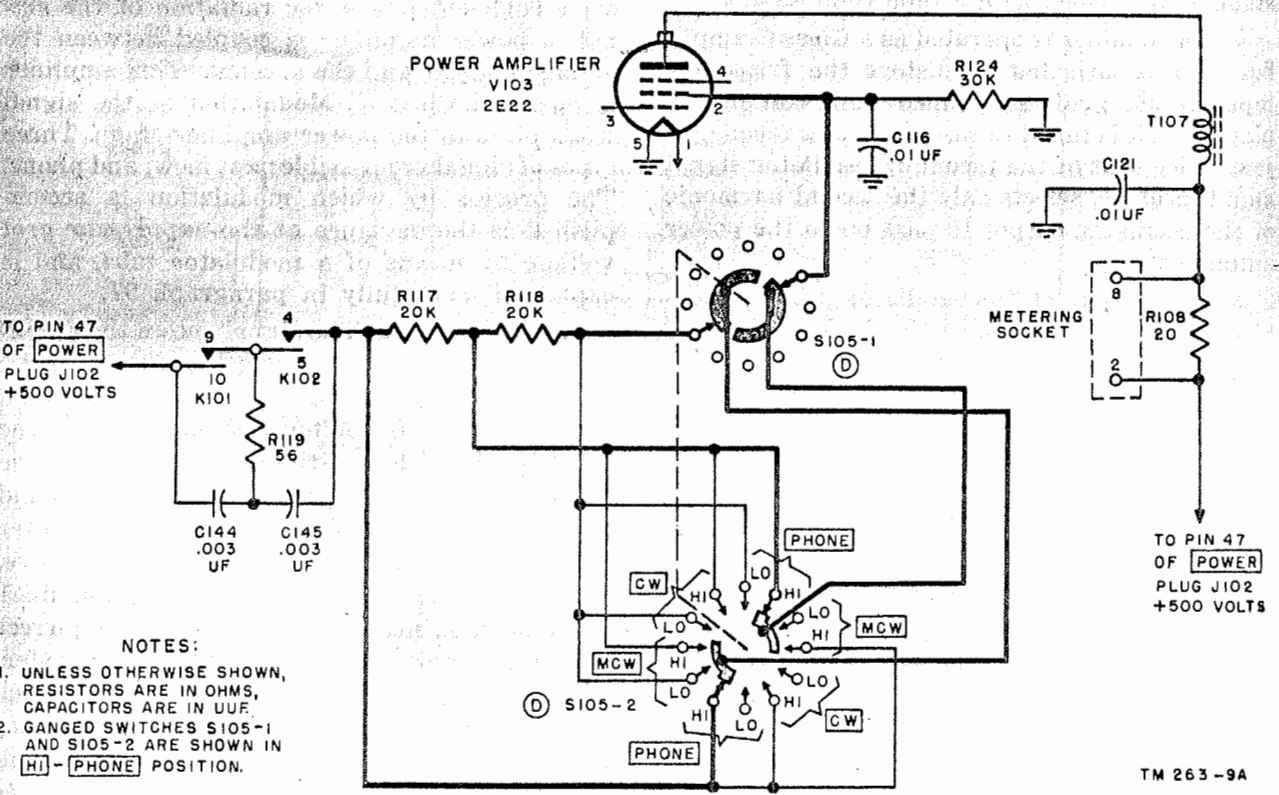 POWER AMPLIFIER
V103
2E22
4
3
2
5
1
R124
30K
C116
.01 UF
T107
C121
.01UF
METERING
SOCKET
8
R108
20
2
TO PIN 47
OF POWER
PLUG J102
+500 VOLTS
R117
20K
R118
20K
S105-1
D
4
9
5
K102
10
K101
TO PIN 47
OF POWER
PLUG J102
+500 VOLTS
R119
56
C144
.003
UF
C145
.003
UF
PHONE
LO
HI
CW
HI
LO
LO
HI
MCW
MCW
HI
LO
LO
HI
CW
HI
LO
PHONE
D S105-2
NOTES:
1. UNLESS OTHERWISE SHOWN,
RESISTORS ARE IN OHMS,
CAPACITORS ARE IN UUF.
2. GANGED SWITCHES S105-1
AND S105-2 ARE SHOWN IN
HI - PHONE POSITION.
TM 263-9A